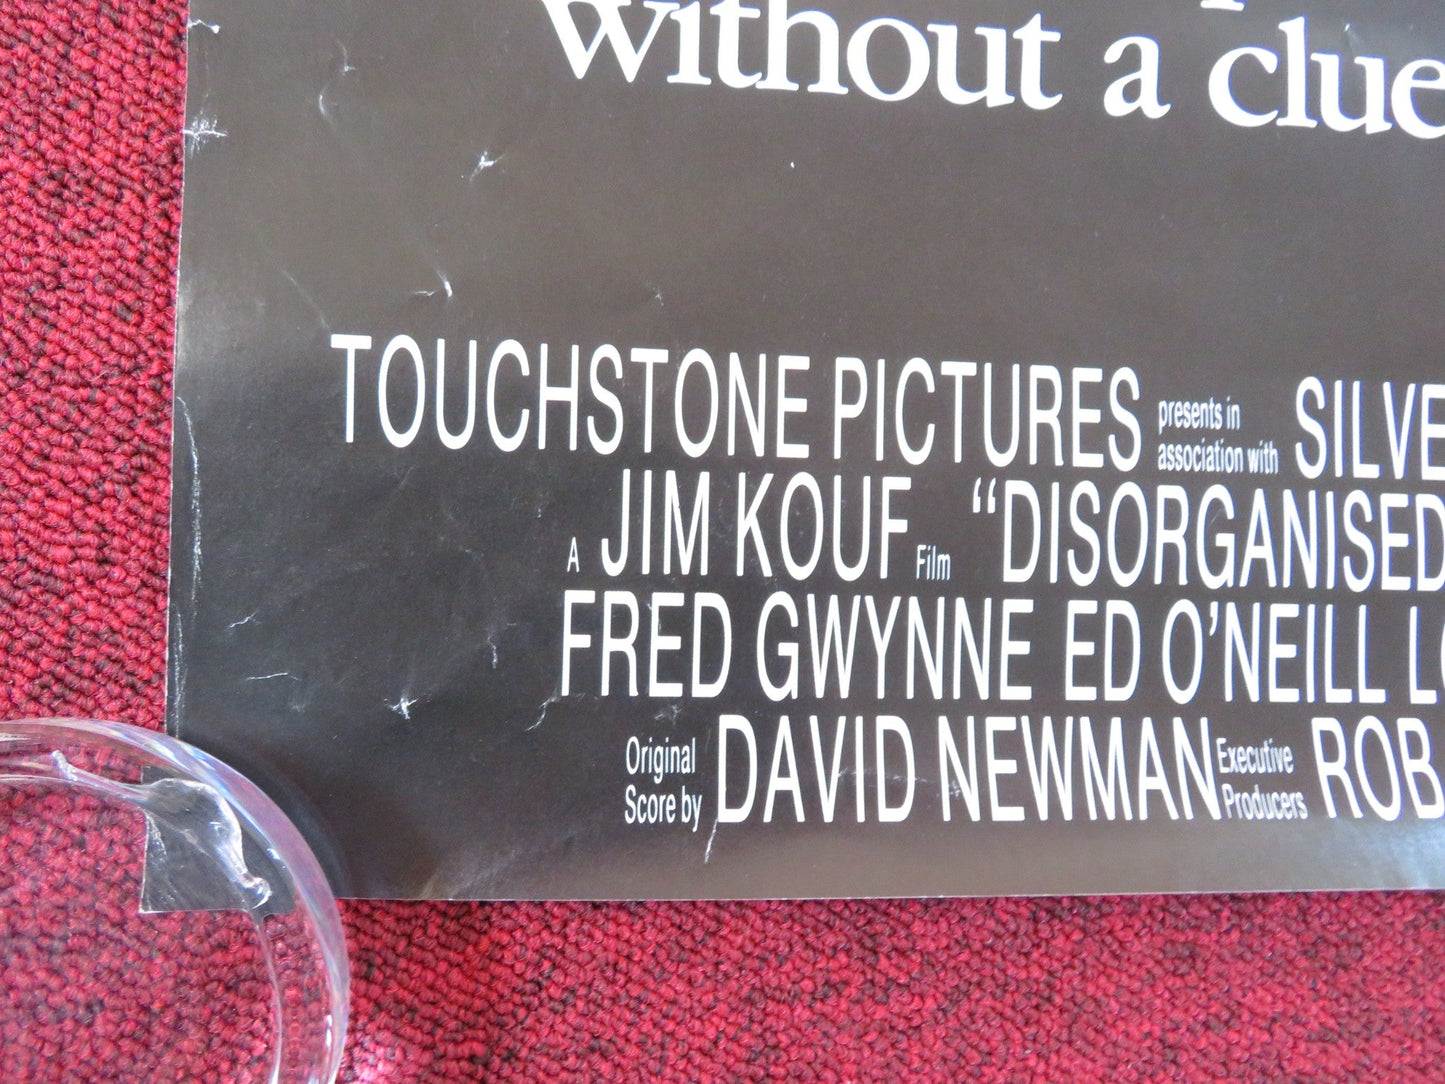 without a clue
TOUCHSTONE PICTURES presents in association with SILVE
A JIM KOUF Film "DISORGANISED
FRED GWYNNE ED O'NEILL LO
Original Score by DAVID NEWMAN Executive Producers ROB